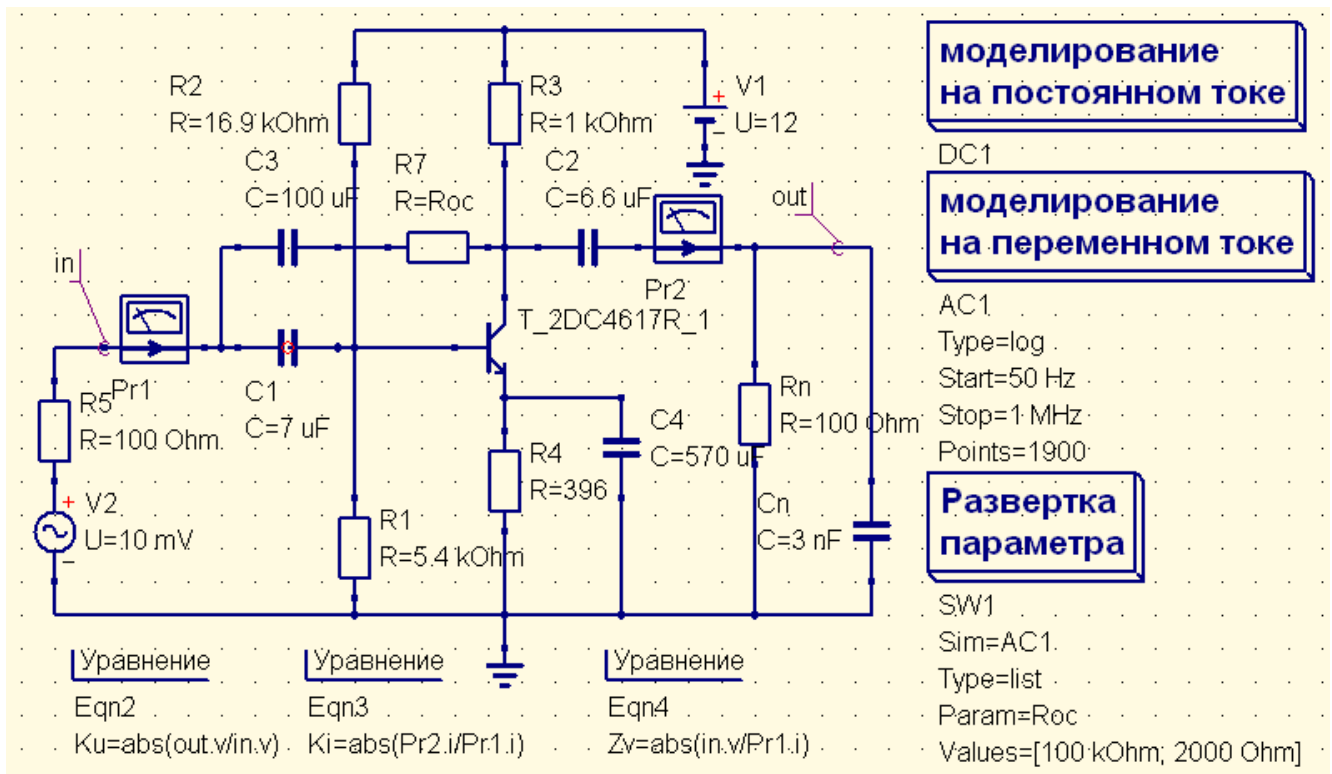 R2
R=16.9 kOhm
R3
R=1 kOhm
V1
U=12
C3
C=100 uF
R7
R=Roc
C2
C=6.6 uF
out
in
Pr1
Pr2
T_2DC4617R_1
R5
R=100 Ohm
C1
C=7 uF
V2
U=10 mV
R1
R=5.4 kOhm
R4
R=396
C4
C=570 uF
Rn
R=100 Ohm
Cn
C=3 nF
Уравнение
Eqn2
Ku=abs(out.v/in.v)
Уравнение
Eqn3
Ki=abs(Pr2.i/Pr1.i)
Уравнение
Eqn4
Zv=abs(in.v/Pr1.i)
моделирование
на постоянном токе
DC1
моделирование
на переменном токе
AC1
Type=log
Start=50 Hz
Stop=1 MHz
Points=1900
Развертка
параметра
SW1
Sim=AC1
Type=list
Param=Roc
Values=[100 kOhm; 2000 Ohm]